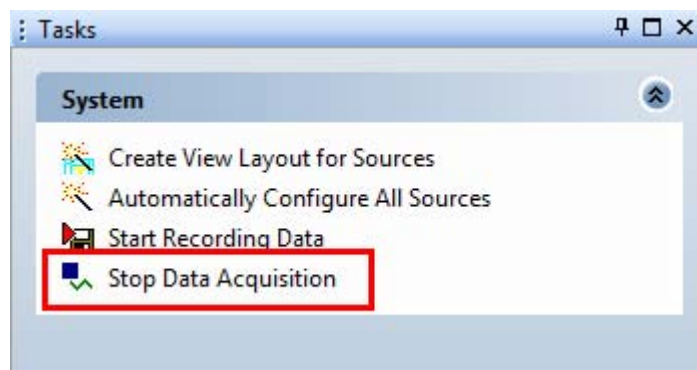 Tasks
System
Create View Layout for Sources
Automatically Configure All Sources
Start Recording Data
Stop Data Acquisition